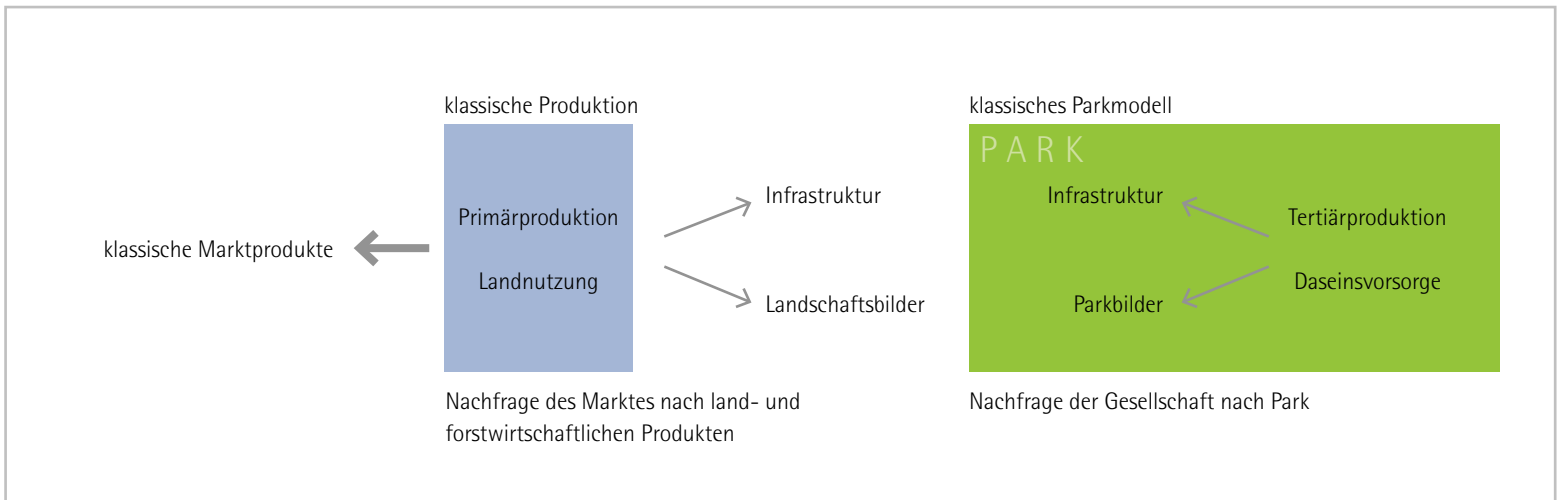 klassische Produktion
klassische Marktprodukte
Primärproduktion
Landnutzung
Infrastruktur
Landschaftsbilder
Nachfrage des Marktes nach land- und
forstwirtschaftlichen Produkten
klassisches Parkmodell
PARK
Infrastruktur
Parkbilder
Tertiärproduktion
Daseinsvorsorge
Nachfrage der Gesellschaft nach Park